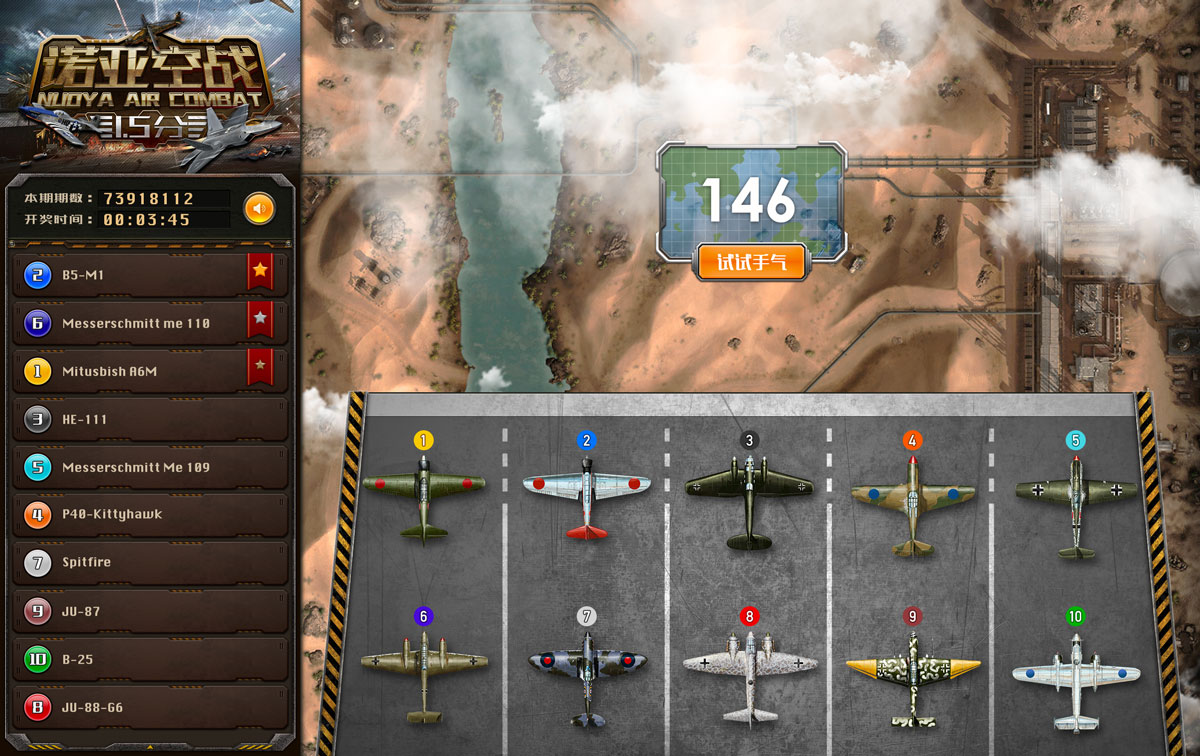 诺亚空战
NUOYA AIR COMBAT
1.5分
本期期数：73918112
开奖时间：00:03:45
2 B5-M1
6 Messerschmitt me 110
1 Mitusbish A6M
3 HE-111
5 Messerschmitt Me 109
4 P40-Kittyhawk
7 Spitfire
9 JU-87
10 B-25
8 JU-88-G6
146
试试手气
1 2 3 4 5
6 7 8 9 10